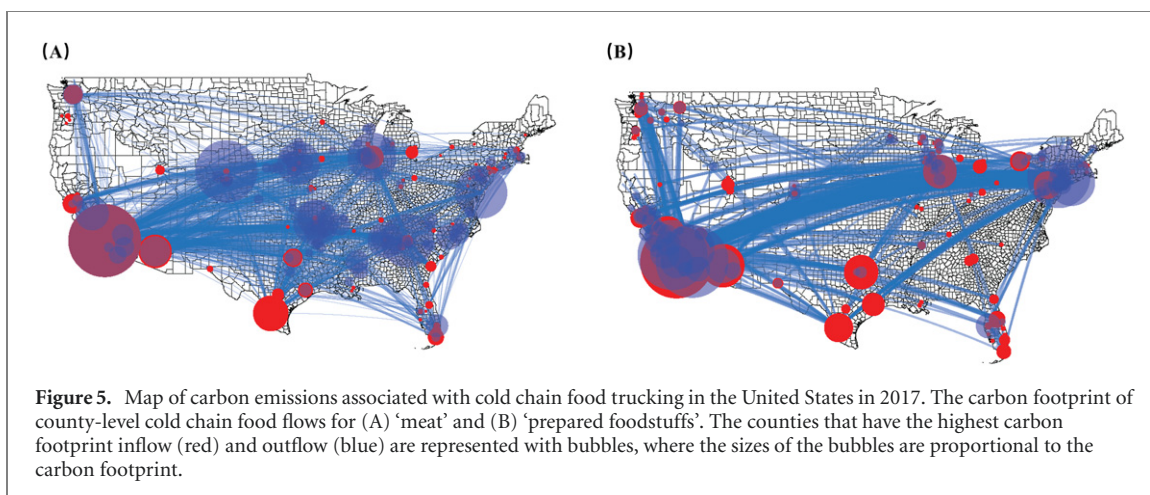 (A)
(B)
Figure 5. Map of carbon emissions associated with cold chain food trucking in the United States in 2017. The carbon footprint of
county-level cold chain food flows for (A) ‘meat’ and (B) ‘prepared foodstuffs’. The counties that have the highest carbon
footprint inflow (red) and outflow (blue) are represented with bubbles, where the sizes of the bubbles are proportional to the
carbon footprint.